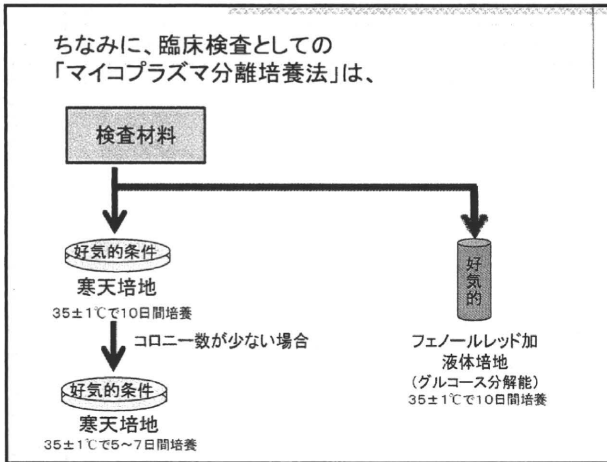 ちなみに、臨床検査としての
「マイコプラズマ分離培養法」は、
検査材料
好気的条件
寒天培地
35±1℃で10日間培養
コロニー数が少ない場合
好気的条件
寒天培地
35±1℃で5～7日間培養
好気的
フェノールレッド加
液体培地
(グルコース分解能)
35±1℃で10日間培養